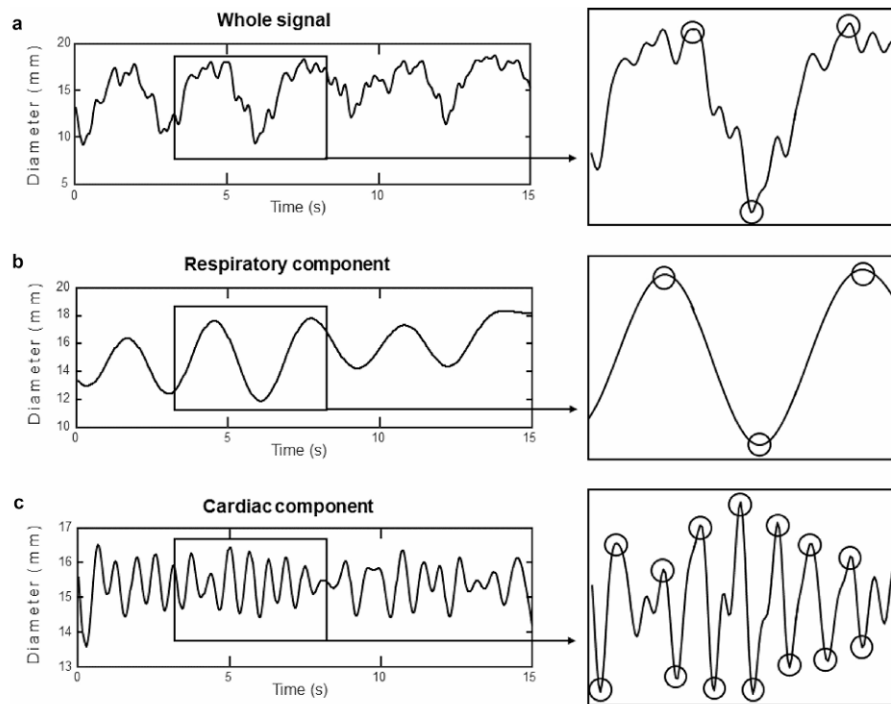 a
Whole signal
Diameter (mm)
20
15
10
5
0
5
10
15
Time (s)
b
Respiratory component
Diameter (mm)
20
18
16
14
12
10
0
5
10
15
Time (s)
c
Cardiac component
Diameter (mm)
17
16
15
14
13
0
5
10
15
Time (s)